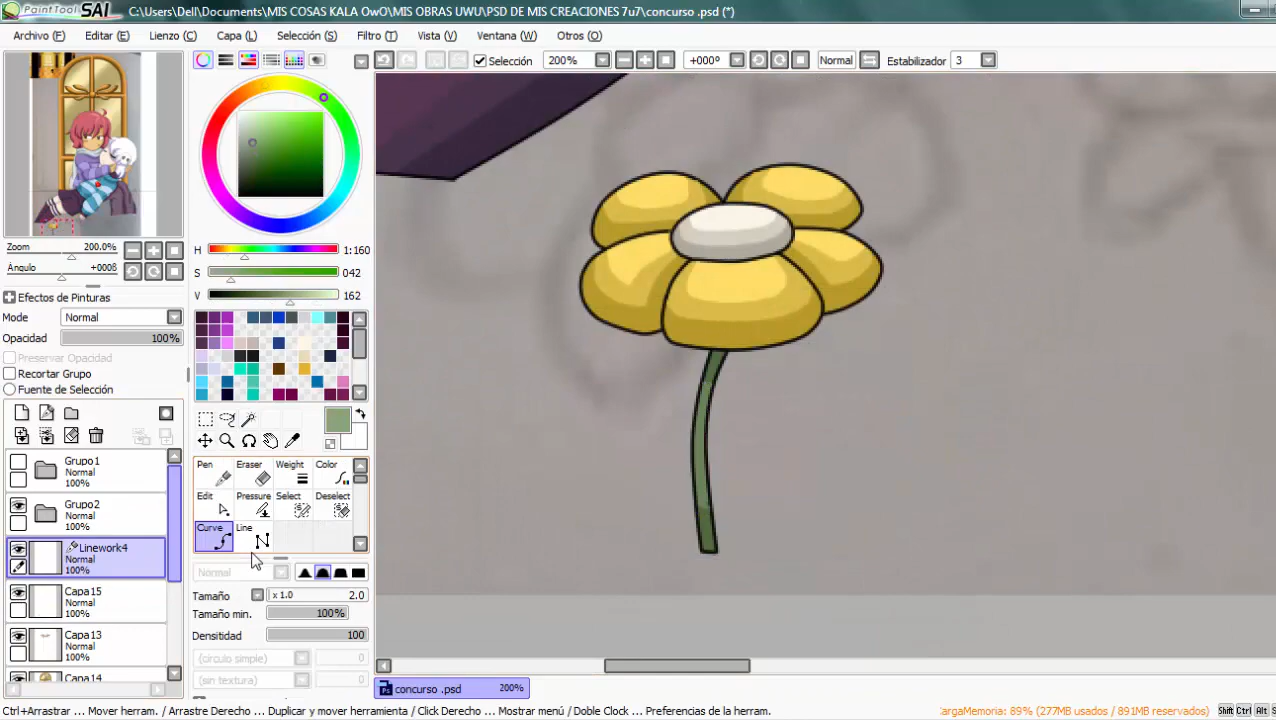 PaintTool SAI C:\Users\Dell\Documents\MIS COSAS KALA OwO\MIS OBRAS UWU\PSD DE MIS CREACIONES 7u7\concurso .psd (*)
Archivo (F) Editar (E) Lienzo (C) Capa (L) Selección (S) Filtro (T) Vista (V) Ventana (W) Otros (O)
Selección 200% +000° Normal Estabilizador 3
Zoom 200.0%
Ángulo +0008
Efectos de Pinturas
Modo Normal
Opacidad 100%
Preservar Opacidad
Recortar Grupo
Fuente de Selección
Grupo1
Normal
100%
Grupo2
Normal
100%
Linework4
Normal
100%
Capa15
Normal
100%
Capa13
Normal
100%
Capa14
Normal
H 1:160
S 042
V 162
Pen Eraser Weight Color
Edit Pressure Select Deselect
Curve Line
Normal
Tamaño x 1.0 2.0
Tamaño min. 100%
Densitidad 100
(circulo simple) 0
(sin textura) 0
concurso .psd 200%
Ctrl+Arrastrar ... Mover herram. / Arrastre Derecho ... Duplicar y mover herramienta / Click Derecho ... Mostrar menú / Doble Clock ... Preferencias de la herram.
CargaMemoria: 89% (277MB usados / 891MB reservados)
Shift Ctrl Alt